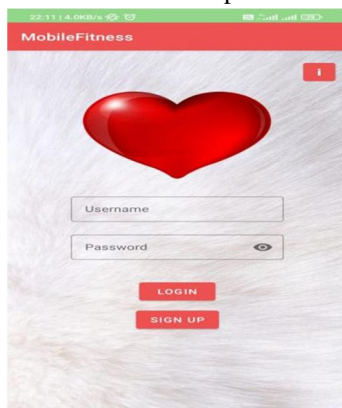 22:11 | 4.0KB/s
MobileFitness
i
Username
Password
LOGIN
SIGN UP